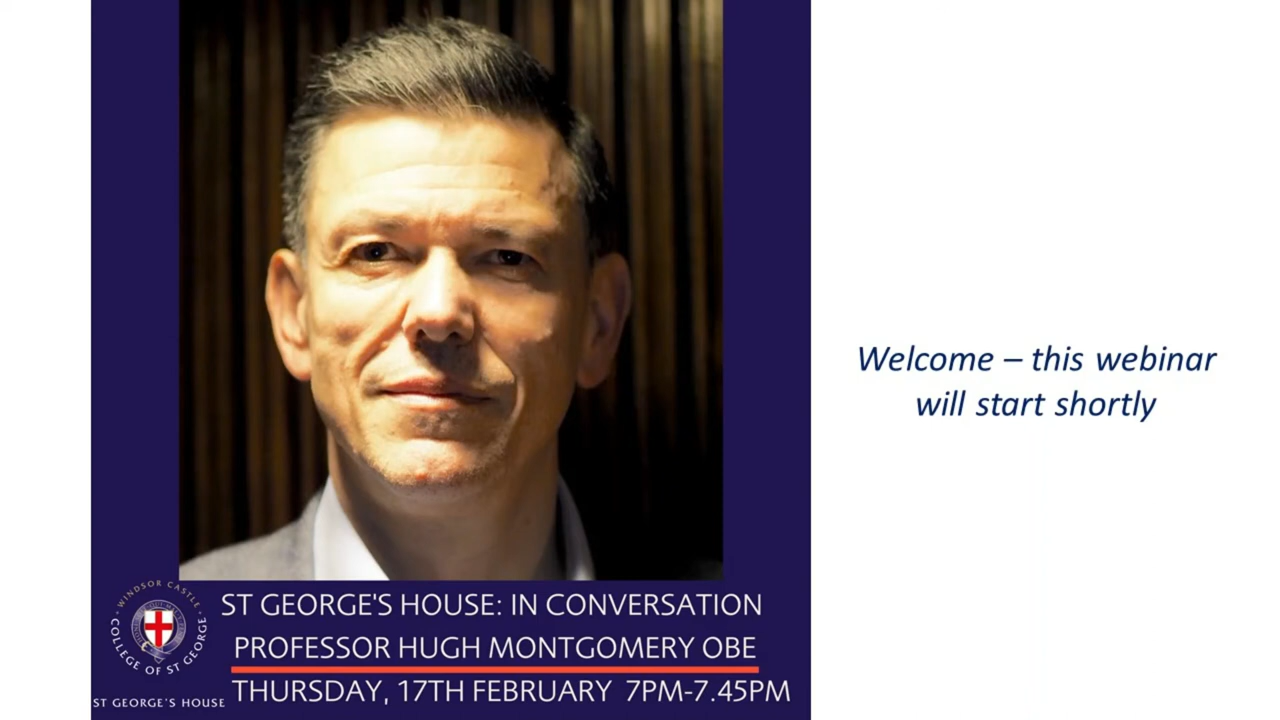 WINDSOR CASTLE
COLLEGE OF ST GEORGE
ST GEORGE'S HOUSE
ST GEORGE'S HOUSE: IN CONVERSATION
PROFESSOR HUGH MONTGOMERY OBE
THURSDAY, 17TH FEBRUARY 7PM-7.45PM
Welcome – this webinar
will start shortly